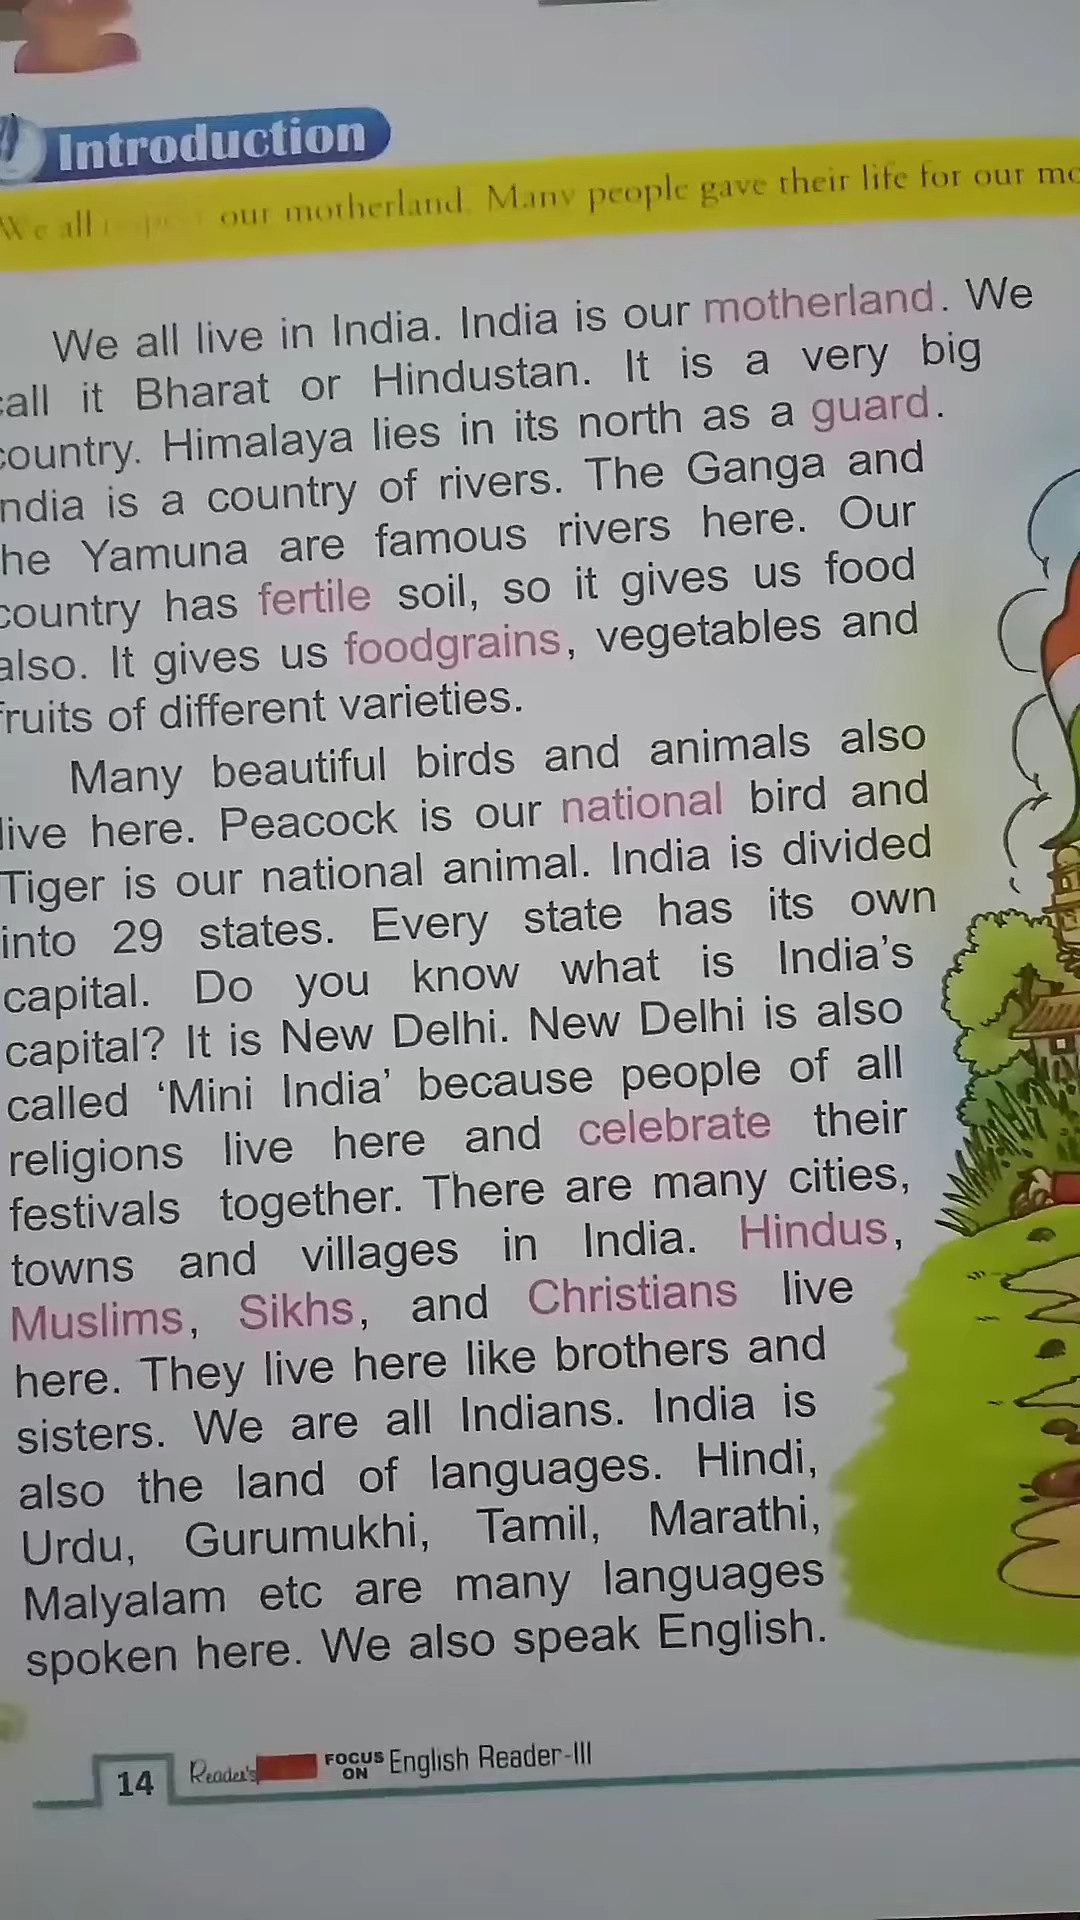 Introduction
We all respect our motherland. Many people gave their life for our mo
We all live in India. India is our motherland. We
call it Bharat or Hindustan. It is a very big
country. Himalaya lies in its north as a guard.
ndia is a country of rivers. The Ganga and
he Yamuna are famous rivers here. Our
country has fertile soil, so it gives us food
also. It gives us foodgrains, vegetables and
fruits of different varieties.
Many beautiful birds and animals also
live here. Peacock is our national bird and
Tiger is our national animal. India is divided
into 29 states. Every state has its own
capital. Do you know what is India's
capital? It is New Delhi. New Delhi is also
called ‘Mini India’ because people of all
religions live here and celebrate their
festivals together. There are many cities,
towns and villages in India. Hindus,
Muslims, Sikhs, and Christians live
here. They live here like brothers and
sisters. We are all Indians. India is
also the land of languages. Hindi,
Urdu, Gurumukhi, Tamil, Marathi,
Malyalam etc are many languages
spoken here. We also speak English.
14 Reader's FOCUS ON English Reader-III